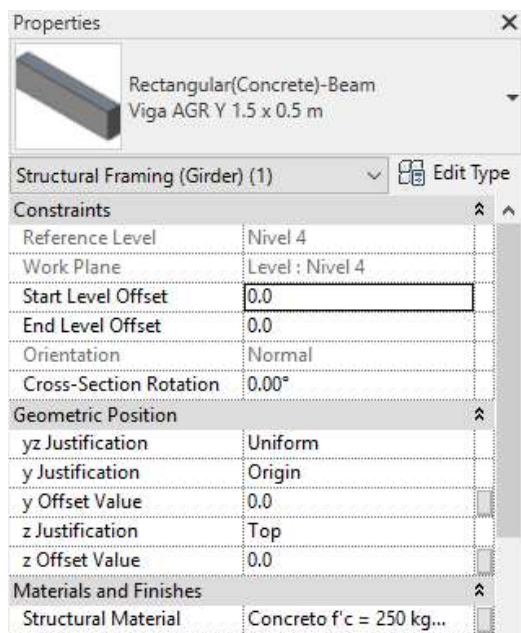 Properties
Rectangular(Concrete)-Beam
Viga AGR Y 1.5 x 0.5 m
Structural Framing (Girder) (1) Edit Type
Constraints
Reference Level Nivel 4
Work Plane Level : Nivel 4
Start Level Offset 0.0
End Level Offset 0.0
Orientation Normal
Cross-Section Rotation 0.00°
Geometric Position
yz Justification Uniform
y Justification Origin
y Offset Value 0.0
z Justification Top
z Offset Value 0.0
Materials and Finishes
Structural Material Concreto f'c = 250 kg...